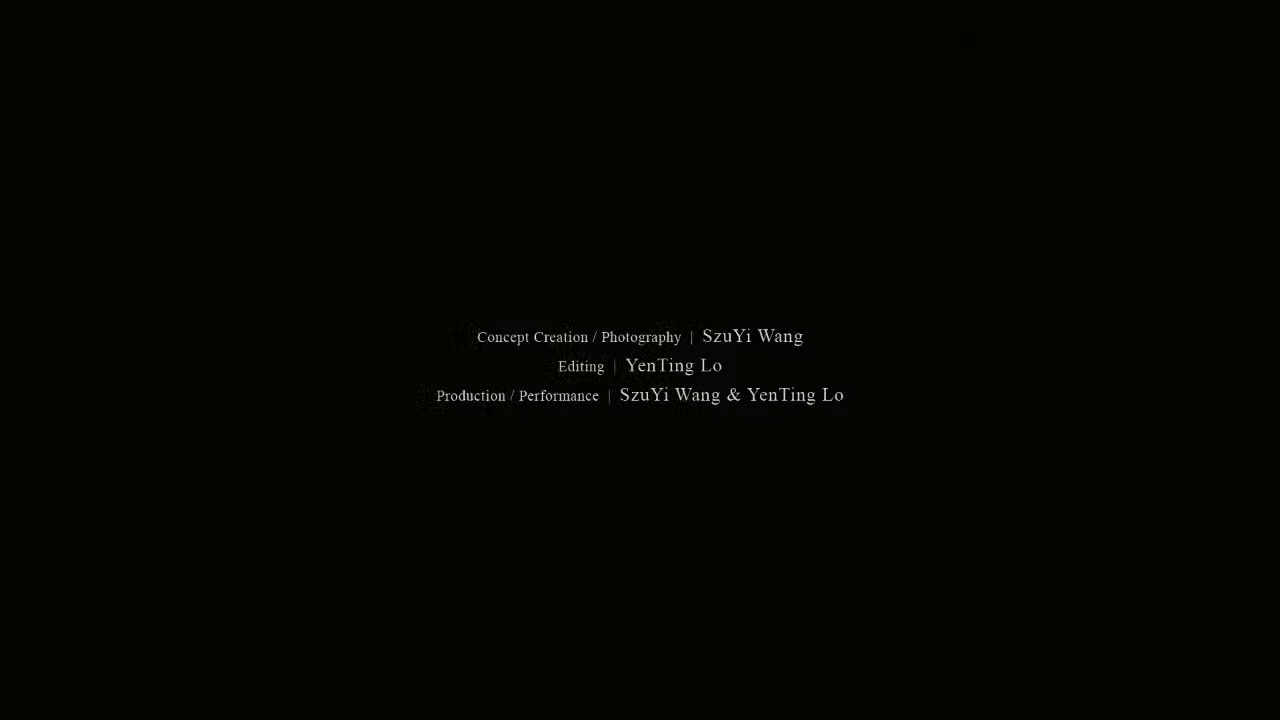 Concept Creation / Photography | SzuYi Wang
Editing | YenTing Lo
Production / Performance | SzuYi Wang & YenTing Lo